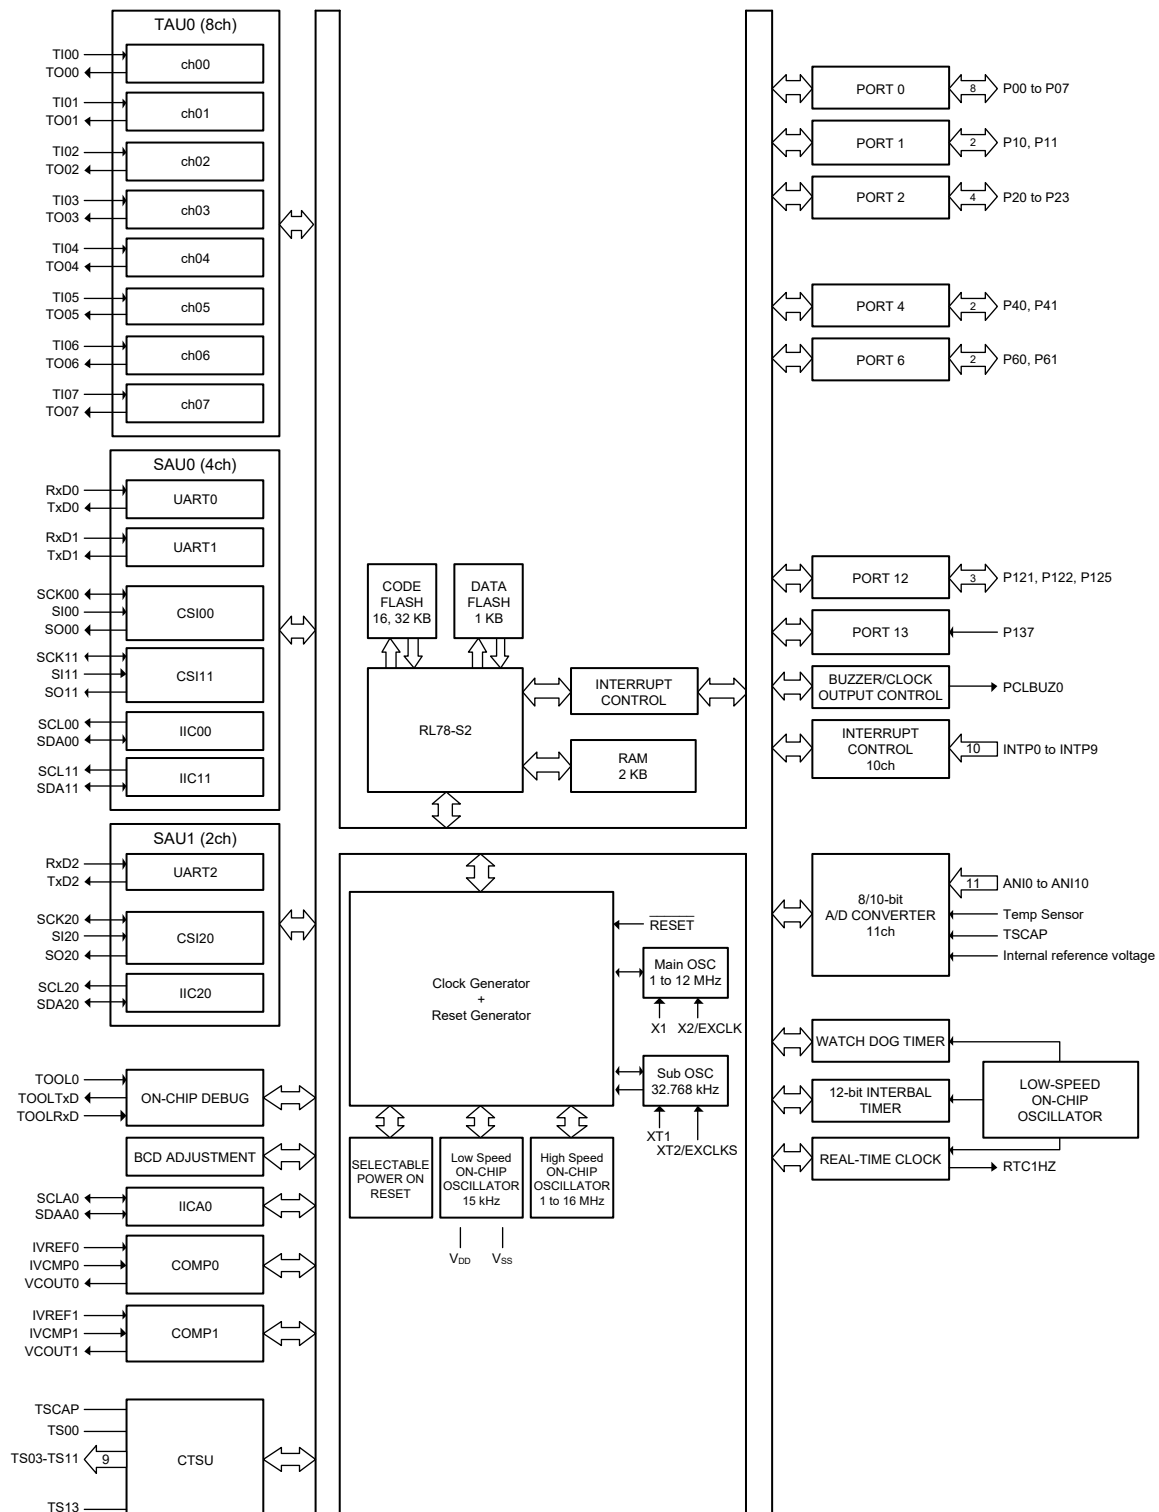 TAU0 (8ch)
TI00
TO00
ch00
TI01
TO01
ch01
TI02
TO02
ch02
TI03
TO03
ch03
TI04
TO04
ch04
TI05
TO05
ch05
TI06
TO06
ch06
TI07
TO07
ch07
SAU0 (4ch)
RxD0
TxD0
UART0
RxD1
TxD1
UART1
SCK00
SI00
SO00
CSI00
SCK11
SI11
SO11
CSI11
SCL00
SDA00
IIC00
SCL11
SDA11
IIC11
SAU1 (2ch)
RxD2
TxD2
UART2
SCK20
SI20
SO20
CSI20
SCL20
SDA20
IIC20
TOOL0
TOOLTxD
TOOLRxD
ON-CHIP DEBUG
BCD ADJUSTMENT
SCLA0
SDAA0
IICA0
IVREF0
IVCMP0
VCOUT0
COMP0
IVREF1
IVCMP1
VCOUT1
COMP1
TSCAP
TS00
TS03-TS11
9
TS13
CTSU
CODE
FLASH
16, 32 KB
DATA
FLASH
1 KB
RL78-S2
INTERRUPT
CONTROL
RAM
2 KB
Clock Generator
+
Reset Generator
RESET
Main OSC
1 to 12 MHz
X1
X2/EXCLK
Sub OSC
32.768 kHz
XT1
XT2/EXCLKS
SELECTABLE
POWER ON
RESET
Low Speed
ON-CHIP
OSCILLATOR
15 kHz
High Speed
ON-CHIP
OSCILLATOR
1 to 16 MHz
VDD
VSS
PORT 0
8
P00 to P07
PORT 1
2
P10, P11
PORT 2
4
P20 to P23
PORT 4
2
P40, P41
PORT 6
2
P60, P61
PORT 12
3
P121, P122, P125
PORT 13
P137
BUZZER/CLOCK
OUTPUT CONTROL
PCLBUZ0
INTERRUPT
CONTROL
10ch
10
INTP0 to INTP9
8/10-bit
A/D CONVERTER
11ch
11
ANI0 to ANI10
Temp Sensor
TSCAP
Internal reference voltage
WATCH DOG TIMER
12-bit INTERBAL
TIMER
REAL-TIME CLOCK
LOW-SPEED
ON-CHIP
OSCILLATOR
RTC1HZ